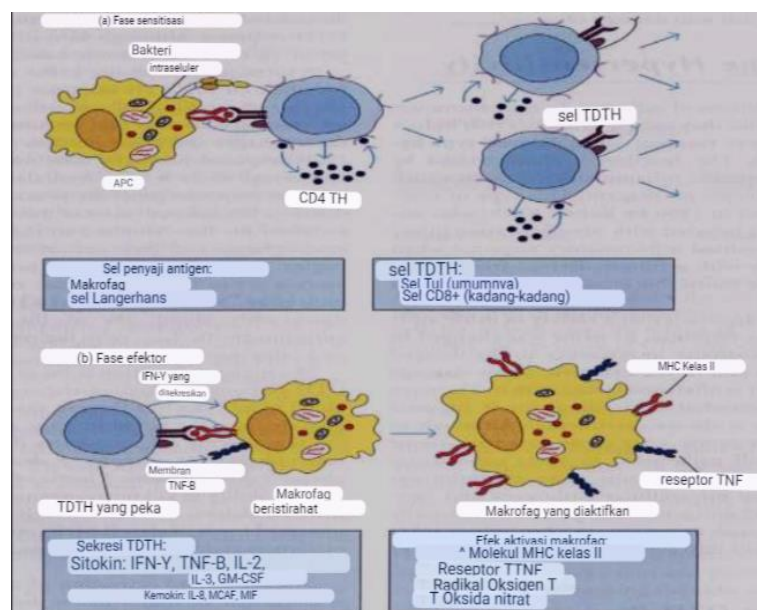 (a) Fase sensitisasi
Bakteri
intraseluler
sel TDTH
APC
CD4 TH
Sel penyaji antigen:
Makrofag
sel Langerhans
sel TDTH:
Sel Tul (umumnya)
Sel CD8+ (kadang-kadang)
(b) Fase efektor
IFN-Y yang
disekresikan
MHC Kelas II
Membran
TNF-B
TDTH yang peka
Makrofag
beristirahat
reseptor TNF
Makrofag yang diaktifkan
Sekresi TDTH:
Sitokin: IFN-Y, TNF-B, IL-2,
IL-3, GM-CSF
Kemokin: IL-8, MCAF, MIF
Efek aktivasi makrofag:
^ Molekul MHC kelas II
Reseptor TTNF
Radikal Oksigen T
T Oksida nitrat